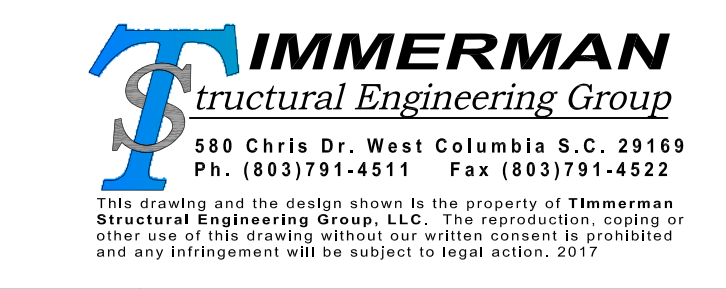 TIMMERMAN
Structural Engineering Group
580 Chris Dr. West Columbia S.C. 29169
Ph. (803)791-4511 Fax (803)791-4522
This drawing and the design shown is the property of Timmerman
Structural Engineering Group, LLC. The reproduction, coping or
other use of this drawing without our written consent is prohibited
and any infringement will be subject to legal action. 2017